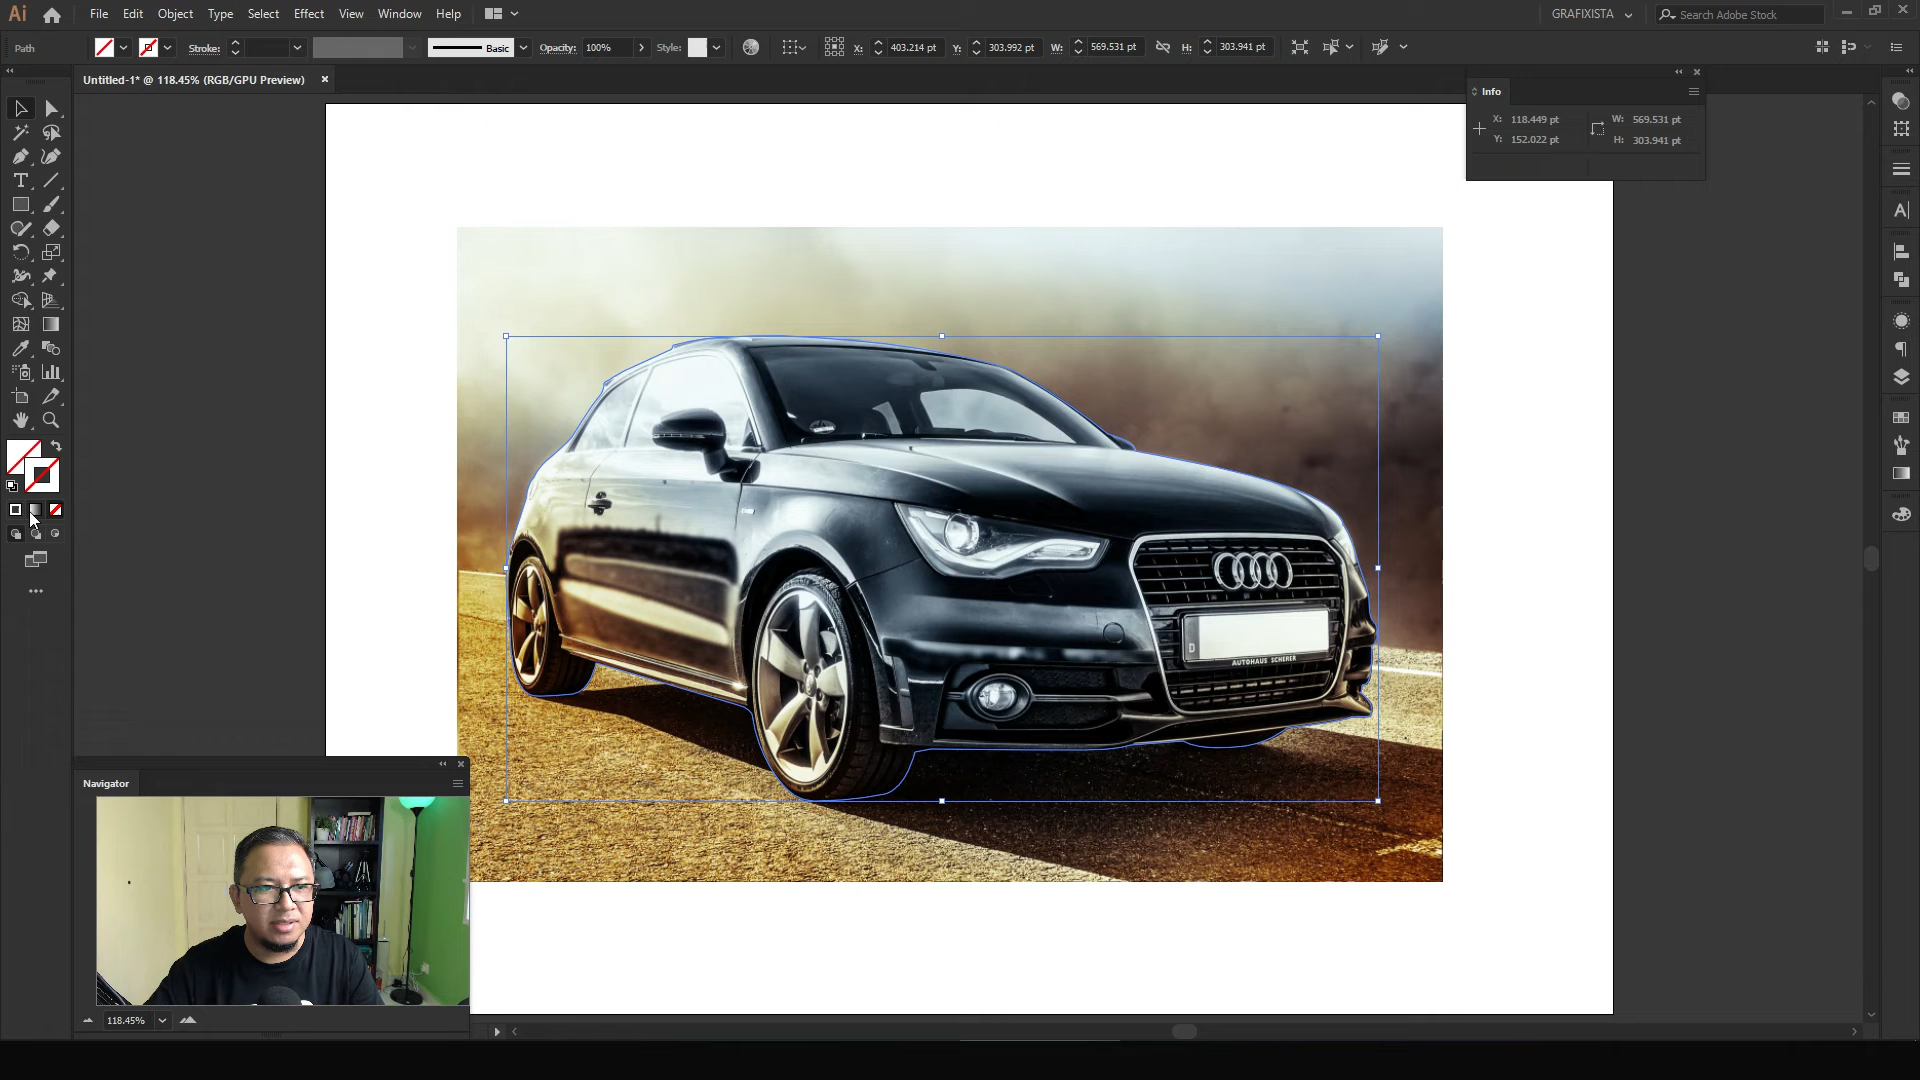 Ai File Edit Object Type Select Effect View Window Help GRAFIXISTA Search Adobe Stock
Path Stroke: Basic Opacity: 100% Style: X: 403.214 pt Y: 303.992 pt W: 569.531 pt H: 303.941 pt
Untitled-1* @ 118.45% (RGB/GPU Preview)
Info
X: 118.449 pt W: 569.531 pt
Y: 152.022 pt H: 303.941 pt
D
AUTOHAUS SCHERER
Navigator
118.45%